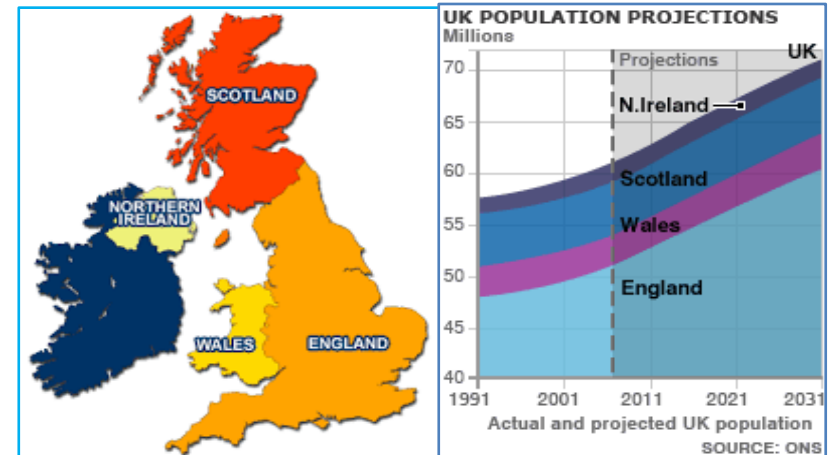 SCOTLAND
NORTHERN
IRELAND
WALES
ENGLAND
UK POPULATION PROJECTIONS
Millions
UK
Projections
N.Ireland
Scotland
Wales
England
70
65
60
55
50
45
40
1991 2001 2011 2021 2031
Actual and projected UK population
SOURCE: ONS